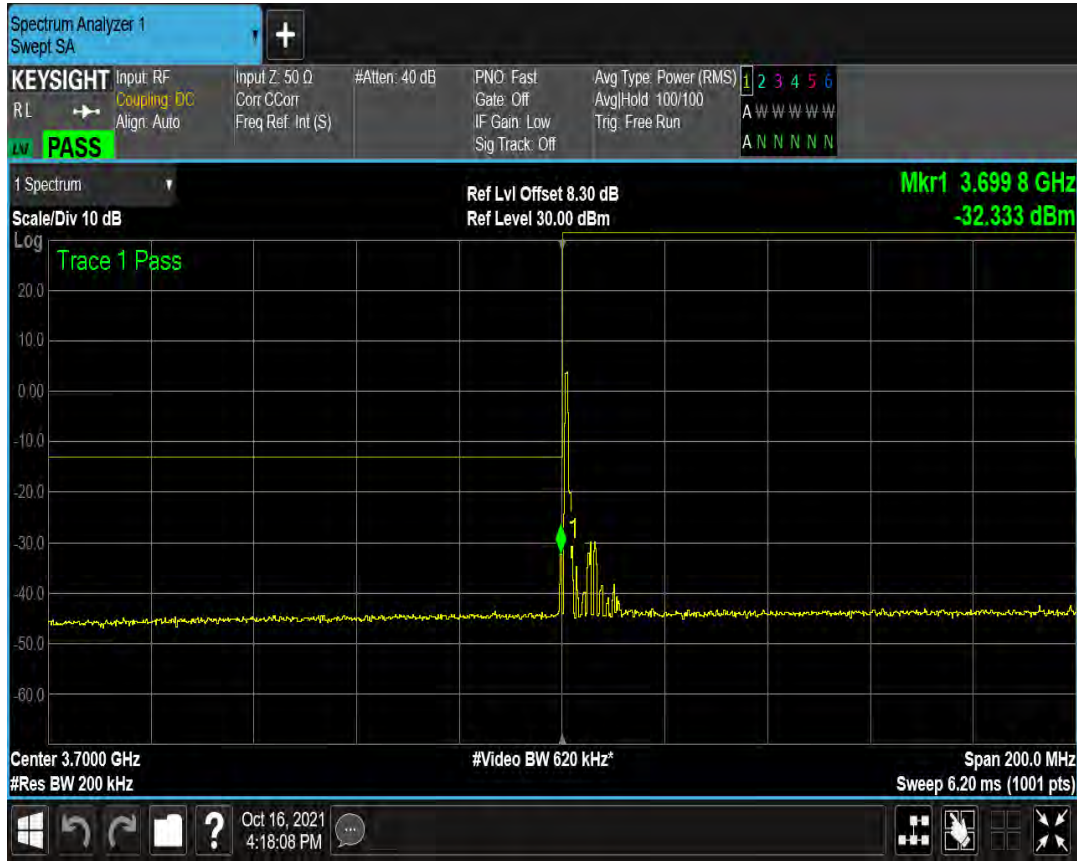 Spectrum Analyzer 1
Swept SA
+
KEYSIGHT
RL
PASS
Input: RF
Coupling: DC
Align: Auto
Input Z: 50 Ω
Corr CCorr
Freq Ref: Int (S)
#Atten: 40 dB
PNO: Fast
Gate: Off
IF Gain: Low
Sig Track: Off
Avg Type: Power (RMS)
Avg|Hold: 100/100
Trig: Free Run
1 2 3 4 5 6
A W W W W W
A N N N N N
1 Spectrum
Scale/Div 10 dB
Ref Lvl Offset 8.30 dB
Ref Level 30.00 dBm
Mkr1 3.699 8 GHz
-32.333 dBm
Log
Trace 1 Pass
20.0
10.0
0.00
-10.0
-20.0
1
-30.0
-40.0
-50.0
-60.0
Center 3.7000 GHz
#Video BW 620 kHz*
Span 200.0 MHz
#Res BW 200 kHz
Sweep 6.20 ms (1001 pts)
?
Oct 16, 2021
4:18:08 PM